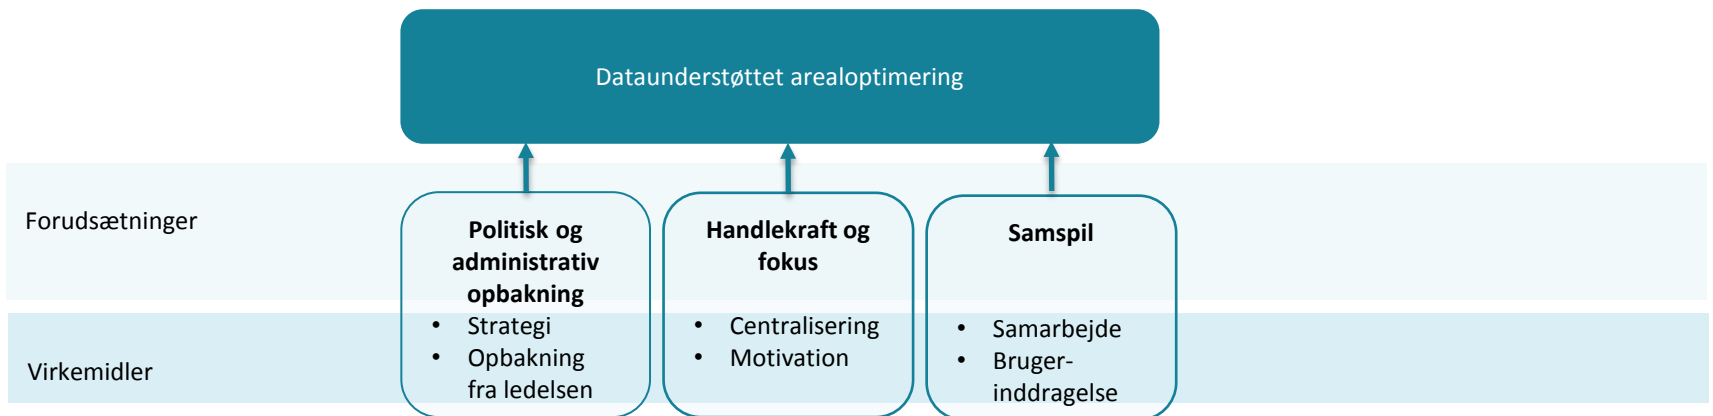 Dataunderstøttet arealoptimering
Forudsætninger
Politisk og
administrativ
opbakning
• Strategi
• Opbakning
fra ledelsen
Handlekraft og
fokus
• Centralisering
• Motivation
Samspil
• Samarbejde
• Bruger-
inddragelse
Virkemidler